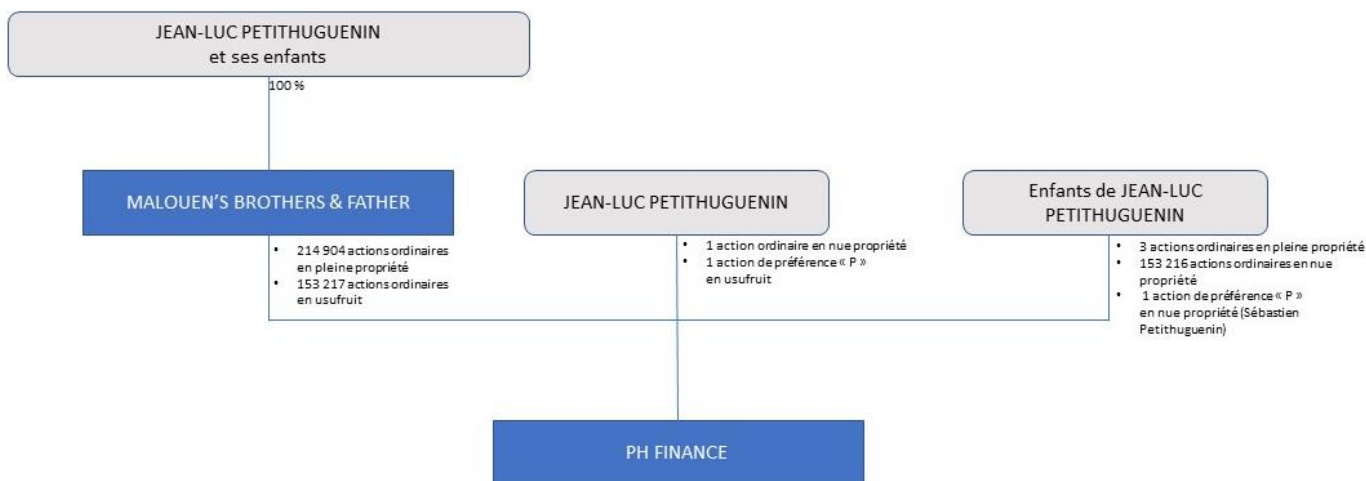 JEAN-LUC PETITHUGUENIN
et ses enfants
100 %
MALOUEN’S BROTHERS & FATHER
• 214 904 actions ordinaires
en pleine propriété
• 153 217 actions ordinaires
en usufruit
JEAN-LUC PETITHUGUENIN
• 1 action ordinaire en nue propriété
• 1 action de préférence « P »
en usufruit
Enfants de JEAN-LUC
PETITHUGUENIN
• 3 actions ordinaires en pleine propriété
• 153 216 actions ordinaires en nue
propriété
• 1 action de préférence « P »
en nue propriété (Sébastien
Petithuguenin)
PH FINANCE